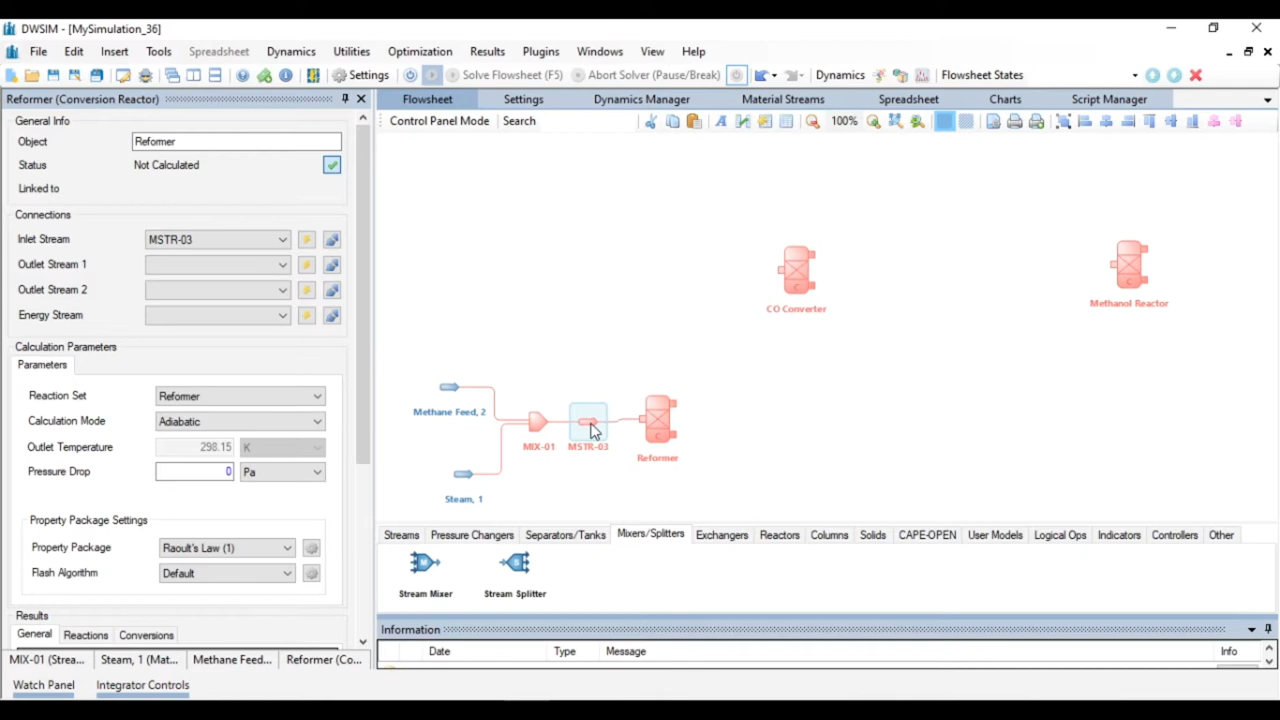 DWSIM - [MySimulation_36]
File Edit Insert Tools Spreadsheet Dynamics Utilities Optimization Results Plugins Windows View Help
Settings Solve Flowsheet (F5) Abort Solver (Pause/Break) Dynamics Flowsheet States
Reformer (Conversion Reactor)
General Info
Object Reformer
Status Not Calculated
Linked to
Connections
Inlet Stream MSTR-03
Outlet Stream 1
Outlet Stream 2
Energy Stream
Calculation Parameters
Parameters
Reaction Set Reformer
Calculation Mode Adiabatic
Outlet Temperature 298.15 K
Pressure Drop 0 Pa
Property Package Settings
Property Package Raoult's Law (1)
Flash Algorithm Default
Results
General Reactions Conversions
MIX-01 (Strea... Steam, 1 (Mat... Methane Feed... Reformer (Co...
Watch Panel Integrator Controls
Flowsheet Settings Dynamics Manager Material Streams Spreadsheet Charts Script Manager
Control Panel Mode Search 100%
CO Converter
Methanol Reactor
Methane Feed, 2
MIX-01 MSTR-03
Reformer
Steam, 1
Streams Pressure Changers Separators/Tanks Mixers/Splitters Exchangers Reactors Columns Solids CAPE-OPEN User Models Logical Ops Indicators Controllers Other
Stream Mixer Stream Splitter
Information
Date Type Message Info